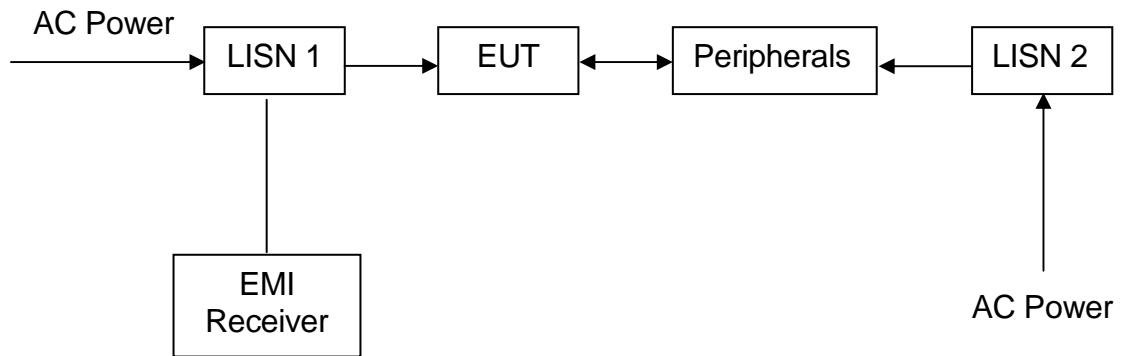 AC Power
LISN 1
EUT
Peripherals
LISN 2
EMI
Receiver
AC Power